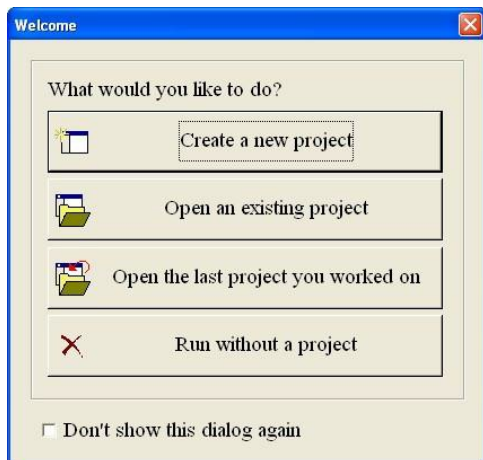 Welcome
What would you like to do?
Create a new project
Open an existing project
Open the last project you worked on
Run without a project
Don't show this dialog again